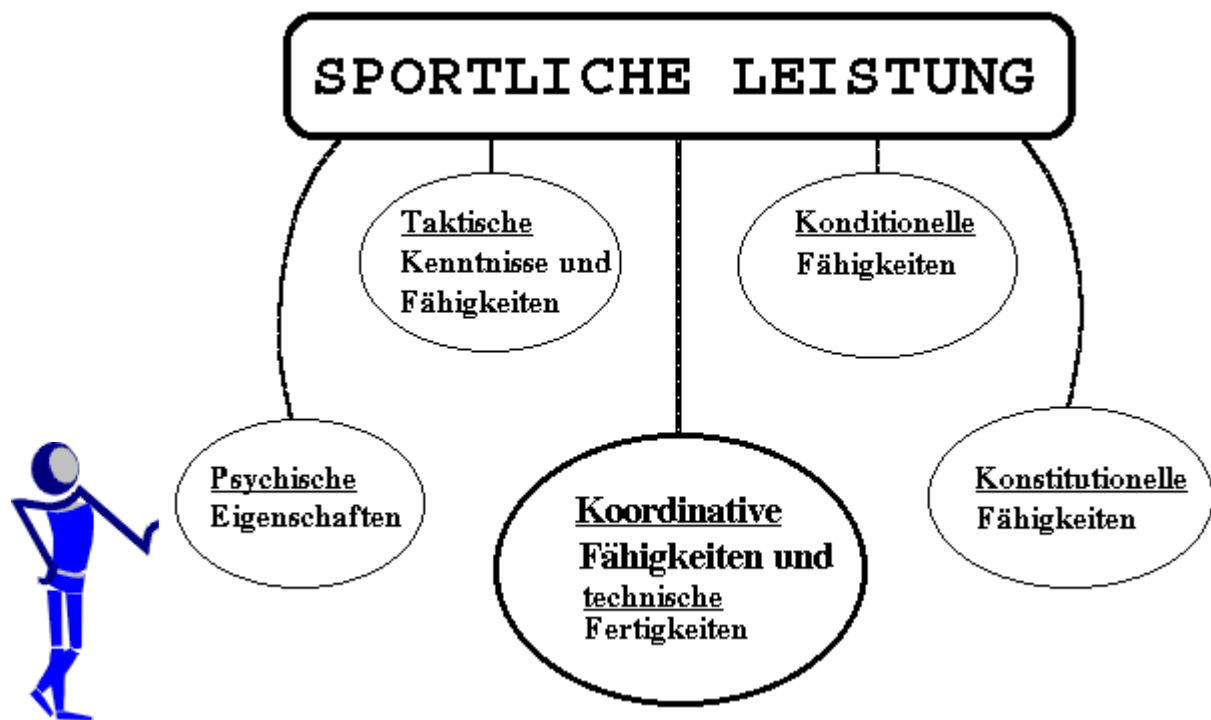 SPORTLICHE LEISTUNG
Taktische
Kenntnisse und
Fähigkeiten
Konditionelle
Fähigkeiten
Psychische
Eigenschaften
Koordinative
Fähigkeiten und
technische
Fertigkeiten
Konstitutionelle
Fähigkeiten